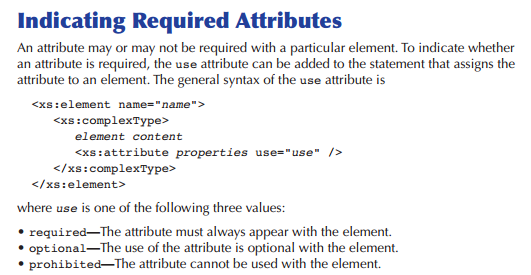 Indicating Required Attributes
An attribute may or may not be required with a particular element. To indicate whether
an attribute is required, the use attribute can be added to the statement that assigns the
attribute to an element. The general syntax of the use attribute is
<xs:element name="name">
<xs:complexType>
element content
<xs:attribute properties use="use" />
</xs:complexType>
</xs:element>
where use is one of the following three values:
• required—The attribute must always appear with the element.
• optional—The use of the attribute is optional with the element.
• prohibited—The attribute cannot be used with the element.